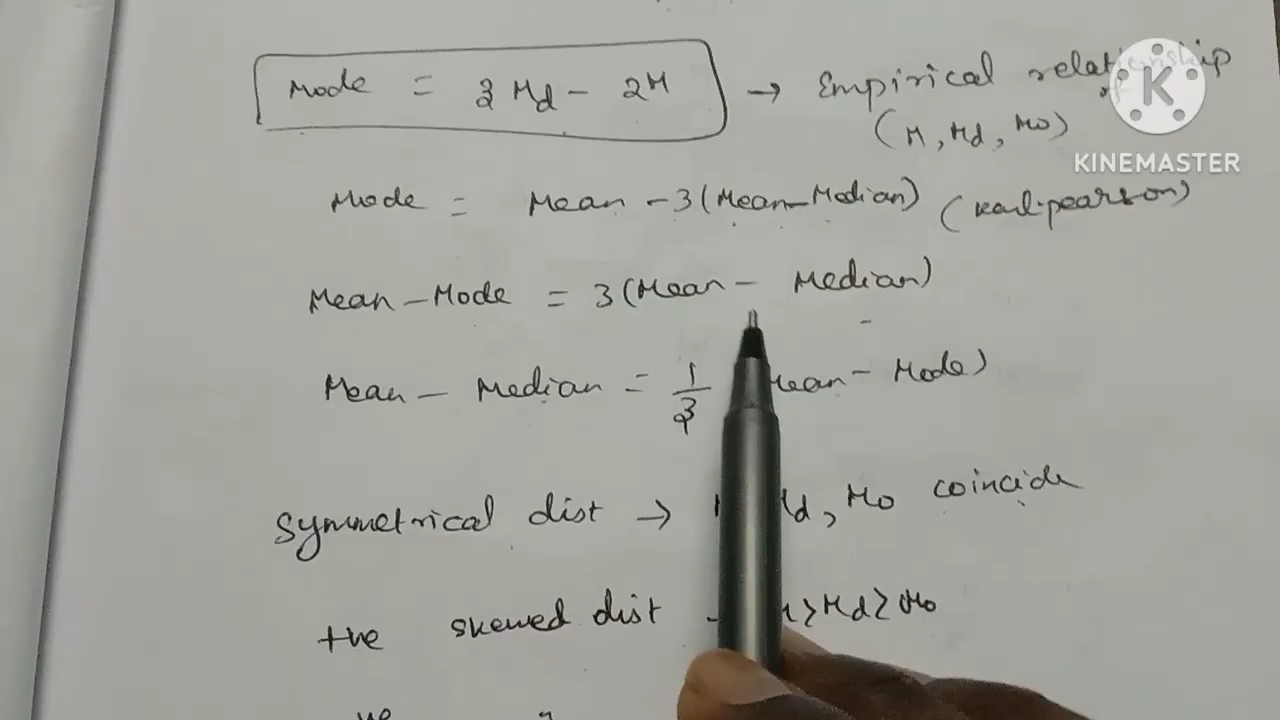 Mode = 3 Md - 2M → Empirical relationship
(M, Md, Mo)
KINEMASTER
Mode = Mean - 3 (Mean - Median) (Karl-pearson)
Mean - Mode = 3 (Mean - Median)
Mean - Median = 1/3 Mean - Mode)
Symmetrical dist → Md, Mo coincide
+ve skewed dist > Md > Mo